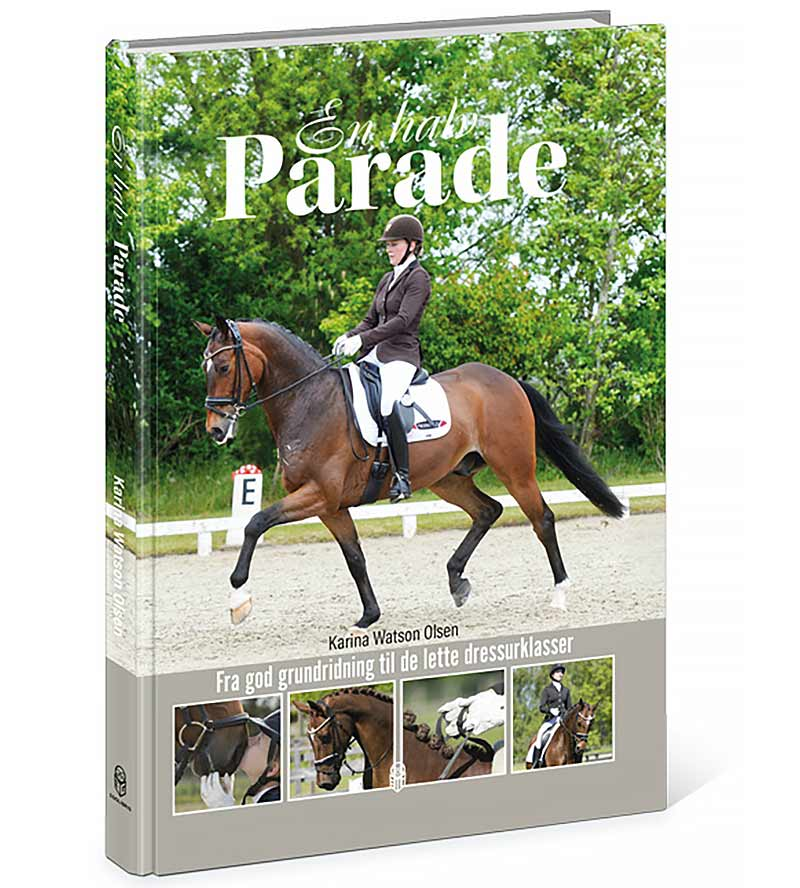 En halv
Parade
E
Karina Watson Olsen
Fra god grundridning til de lette dressurklasser
En halv Parade
Karina Watson Olsen